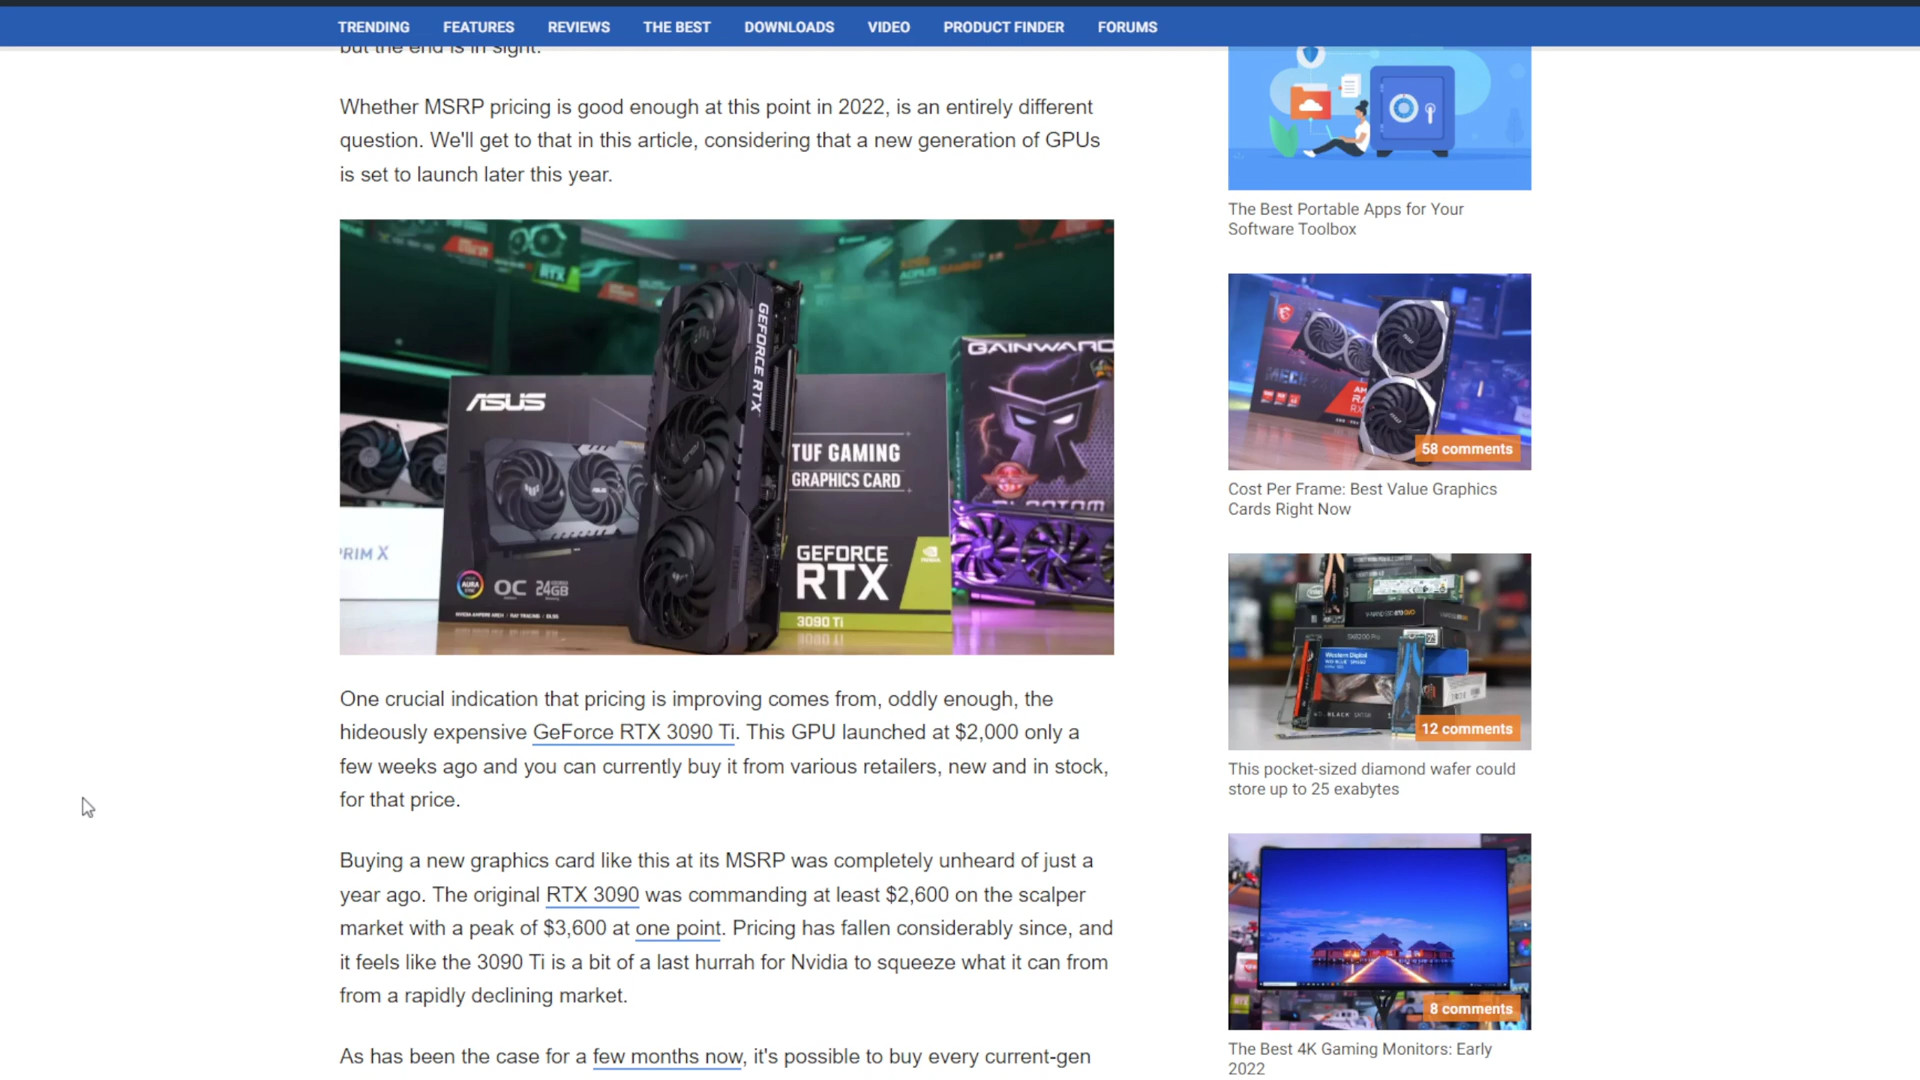 TRENDING FEATURES REVIEWS THE BEST DOWNLOADS VIDEO PRODUCT FINDER FORUMS
but the end is in sight.
Whether MSRP pricing is good enough at this point in 2022, is an entirely different
question. We'll get to that in this article, considering that a new generation of GPUs
is set to launch later this year.
GEFORCE RTX
ASUS
TUF GAMING
GRAPHICS CARD
GEFORCE
RTX
3090 Ti
OC 24GB
GAINWARD
PHANTOM
PRIM X
One crucial indication that pricing is improving comes from, oddly enough, the
hideously expensive GeForce RTX 3090 Ti. This GPU launched at $2,000 only a
few weeks ago and you can currently buy it from various retailers, new and in stock,
for that price.
Buying a new graphics card like this at its MSRP was completely unheard of just a
year ago. The original RTX 3090 was commanding at least $2,600 on the scalper
market with a peak of $3,600 at one point. Pricing has fallen considerably since, and
it feels like the 3090 Ti is a bit of a last hurrah for Nvidia to squeeze what it can from
from a rapidly declining market.
As has been the case for a few months now, it's possible to buy every current-gen
The Best Portable Apps for Your
Software Toolbox
58 comments
Cost Per Frame: Best Value Graphics
Cards Right Now
Western Digital
12 comments
This pocket-sized diamond wafer could
store up to 25 exabytes
8 comments
The Best 4K Gaming Monitors: Early
2022